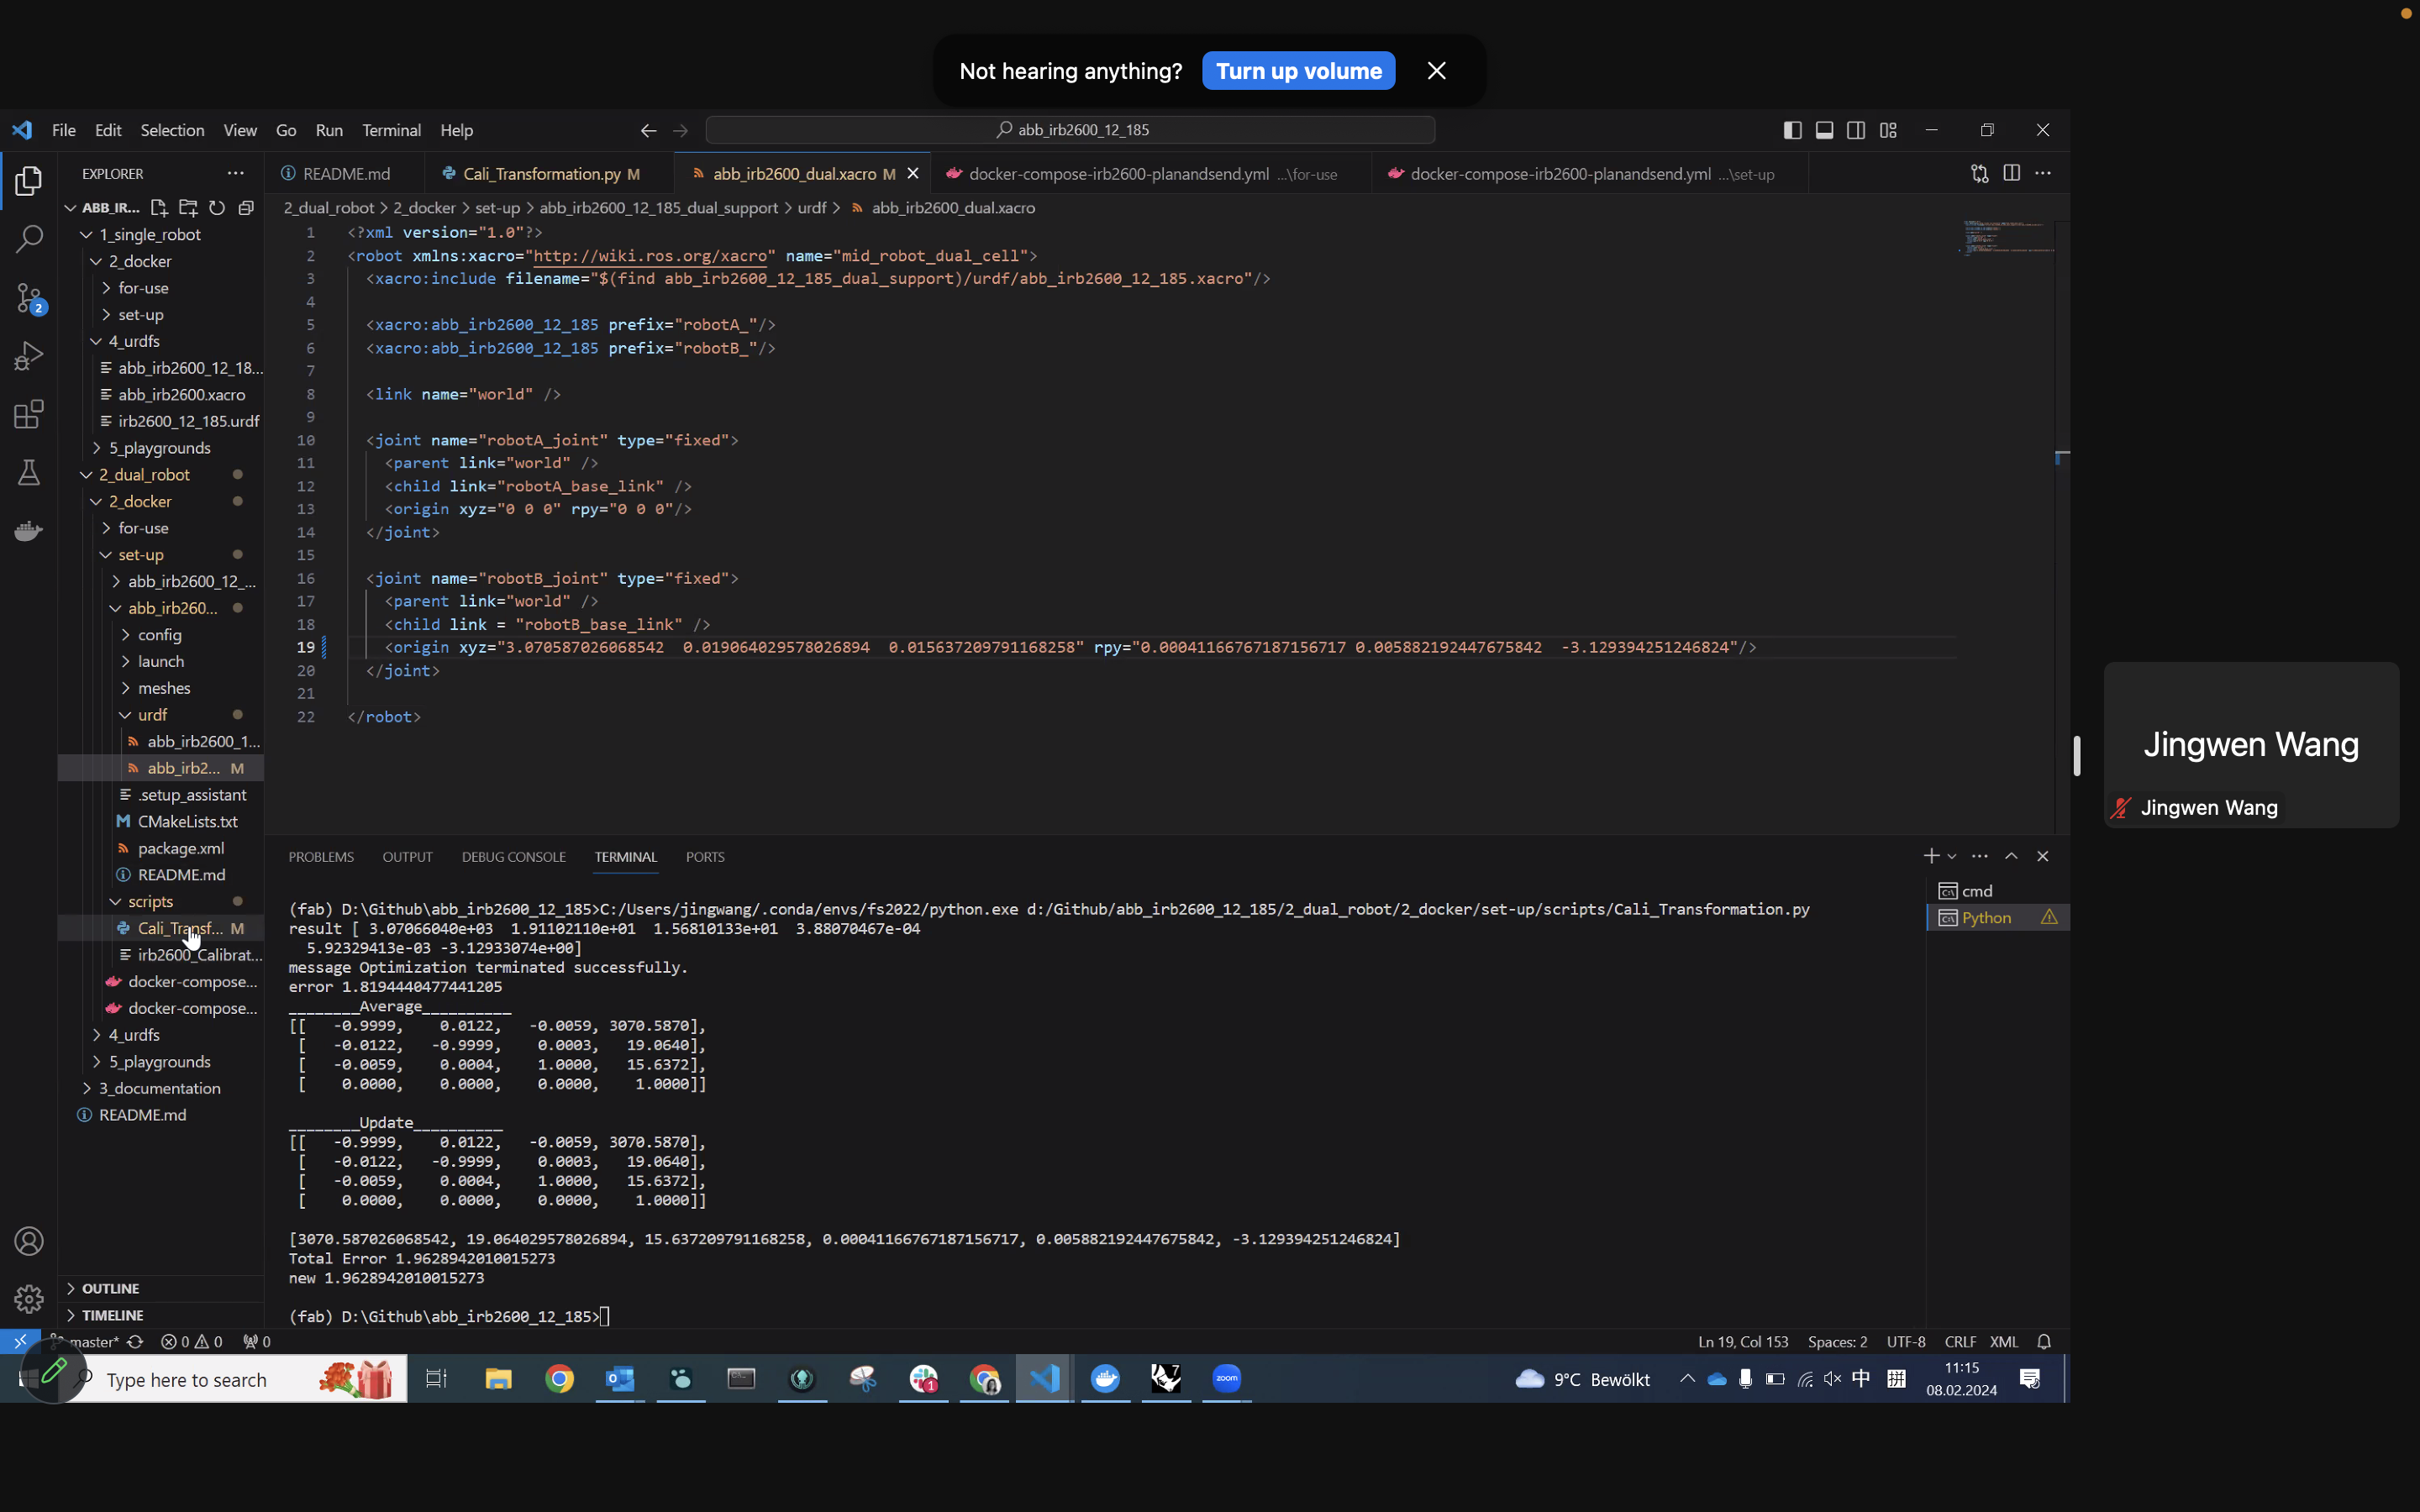 Not hearing anything? Turn up volume
File Edit Selection View Go Run Terminal Help
abb_irb2600_12_185
EXPLORER
README.md
Cali_Transformation.py M
abb_irb2600_dual.xacro M
docker-compose-irb2600-planandsend.yml ...\for-use
docker-compose-irb2600-planandsend.yml ...\set-up
2_dual_robot > 2_docker > set-up > abb_irb2600_12_185_dual_support > urdf > abb_irb2600_dual.xacro
ABB_IR...
1_single_robot
2_docker
for-use
set-up
4_urdfs
abb_irb2600_12_18...
abb_irb2600.xacro
irb2600_12_185.urdf
5_playgrounds
2_dual_robot
2_docker
for-use
set-up
abb_irb2600_12_...
abb_irb260...
config
launch
meshes
urdf
abb_irb2600_1...
abb_irb2... M
.setup_assistant
CMakeLists.txt
package.xml
README.md
scripts
Cali_Transf... M
irb2600_Calibrat...
docker-compose...
docker-compose...
4_urdfs
5_playgrounds
3_documentation
README.md
OUTLINE
TIMELINE
2
1 <?xml version="1.0"?>
2 <robot xmlns:xacro="http://wiki.ros.org/xacro" name="mid_robot_dual_cell">
3 <xacro:include filename="$(find abb_irb2600_12_185_dual_support)/urdf/abb_irb2600_12_185.xacro"/>
4
5 <xacro:abb_irb2600_12_185 prefix="robotA_"/>
6 <xacro:abb_irb2600_12_185 prefix="robotB_"/>
7
8 <link name="world" />
9
10 <joint name="robotA_joint" type="fixed">
11 <parent link="world" />
12 <child link="robotA_base_link" />
13 <origin xyz="0 0 0" rpy="0 0 0"/>
14 </joint>
15
16 <joint name="robotB_joint" type="fixed">
17 <parent link="world" />
18 <child link = "robotB_base_link" />
19 <origin xyz="3.070587026068542 0.019064029578026894 0.015637209791168258" rpy="0.00041166767187156717 0.005882192447675842 -3.129394251246824"/>
20 </joint>
21
22 </robot>
PROBLEMS OUTPUT DEBUG CONSOLE TERMINAL PORTS
cmd
Python
(fab) D:\Github\abb_irb2600_12_185>C:/Users/jingwang/.conda/envs/fs2022/python.exe d:/Github/abb_irb2600_12_185/2_dual_robot/2_docker/set-up/scripts/Cali_Transformation.py
result [ 3.07066040e+03 1.91102110e+01 1.56810133e+01 3.88070467e-04
5.92329413e-03 -3.12933074e+00]
message Optimization terminated successfully.
error 1.8194440477441205
________Average__________
[[ -0.9999, 0.0122, -0.0059, 3070.5870],
[ -0.0122, -0.9999, 0.0003, 19.0640],
[ -0.0059, 0.0004, 1.0000, 15.6372],
[ 0.0000, 0.0000, 0.0000, 1.0000]]
________Update__________
[[ -0.9999, 0.0122, -0.0059, 3070.5870],
[ -0.0122, -0.9999, 0.0003, 19.0640],
[ -0.0059, 0.0004, 1.0000, 15.6372],
[ 0.0000, 0.0000, 0.0000, 1.0000]]
[3070.587026068542, 19.064029578026894, 15.637209791168258, 0.00041166767187156717, 0.005882192447675842, -3.129394251246824]
Total Error 1.9628942010015273
new 1.9628942010015273
(fab) D:\Github\abb_irb2600_12_185>
master* 0 0 0
Ln 19, Col 153 Spaces: 2 UTF-8 CRLF XML
Type here to search
1
7
zoom
9°C Bewölkt
中 拼
11:15
08.02.2024
Jingwen Wang
Jingwen Wang